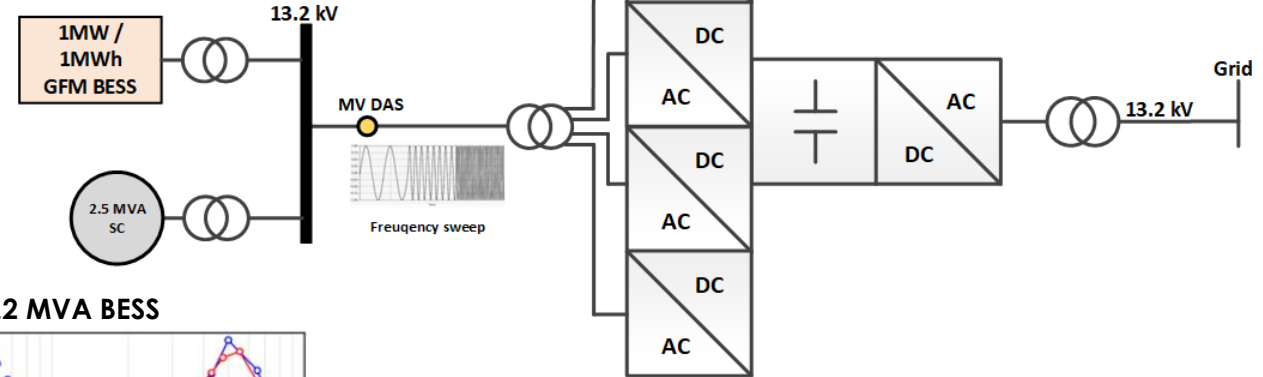 13.2 kV
1MW /
1MWh
GFM BESS
MV DAS
Freuqency sweep
2.5 MVA
SC
DC
AC
DC
AC
DC
AC
AC
DC
13.2 kV
Grid
.2 MVA BESS